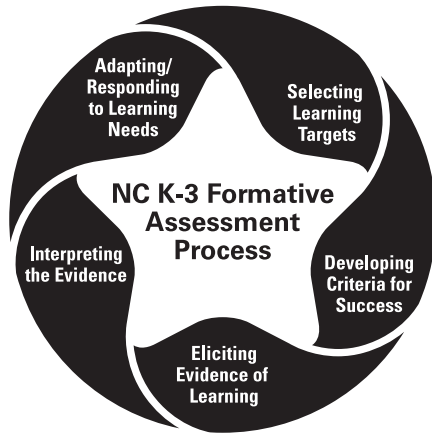 Adapting/
Responding
to Learning
Needs
Selecting
Learning
Targets
NC K-3 Formative
Assessment
Process
Interpreting
the Evidence
Developing
Criteria for
Success
Eliciting
Evidence of
Learning